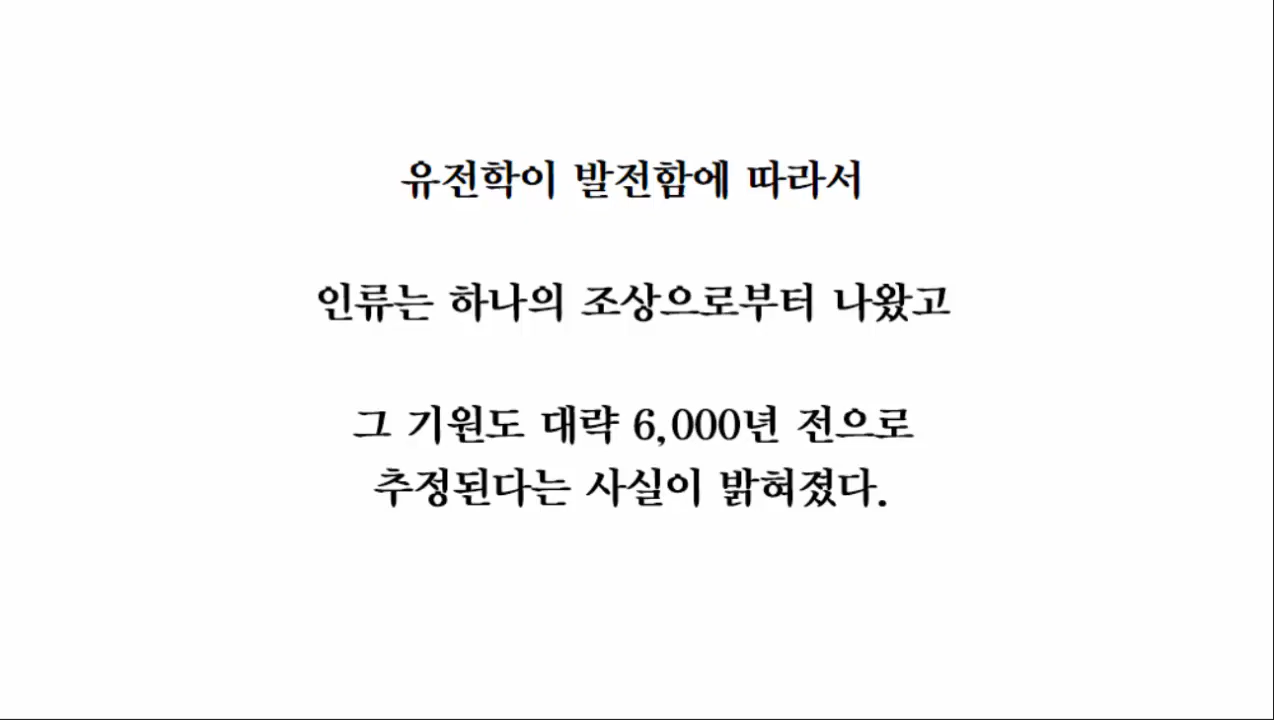 유전학이 발전함에 따라서
인류는 하나의 조상으로부터 나왔고
그 기원도 대략 6,000년 전으로
추정된다는 사실이 밝혀졌다.